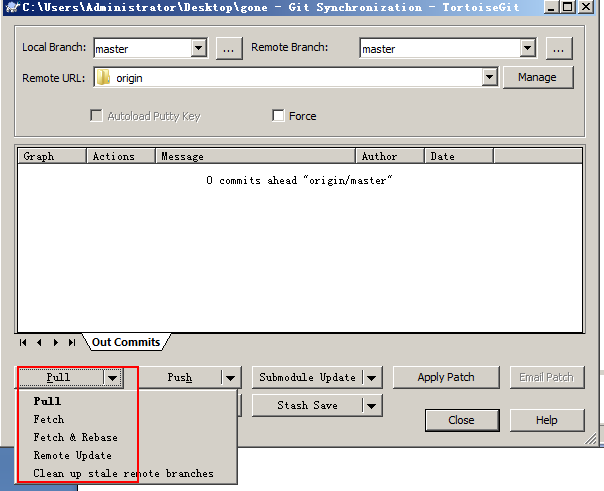 C:\Users\Administrator\Desktop\gone - Git Synchronization - TortoiseGit
Local Branch: master ... Remote Branch: master ...
Remote URL: origin Manage
Autoload Putty Key Force
Graph Actions Message Author Date
0 commits ahead "origin/master"
Out Commits
Pull Push Submodule Update Apply Patch Email Patch
Stash Save Close Help
Pull
Fetch
Fetch & Rebase
Remote Update
Clean up stale remote branches